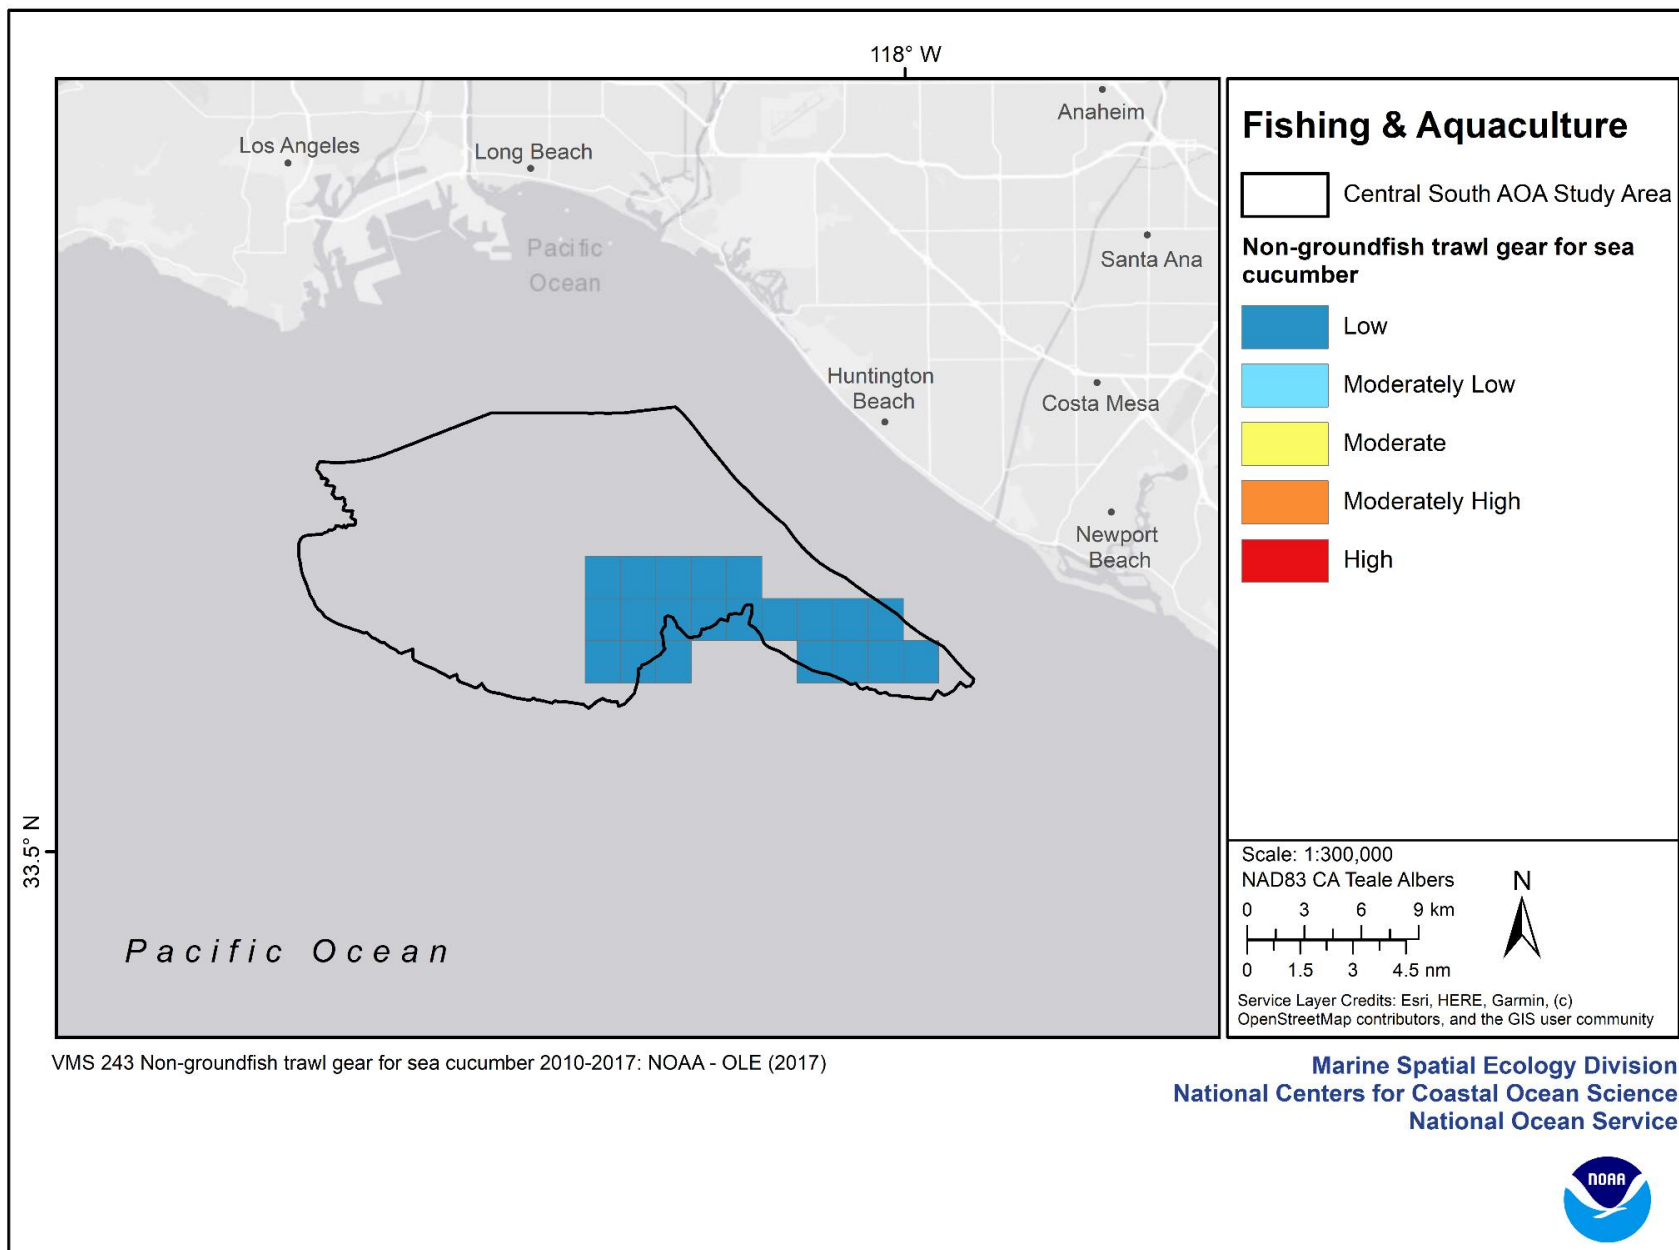 118° W
Anaheim
Los Angeles
Long Beach
Pacific
Ocean
Santa Ana
Huntington
Beach
Costa Mesa
Newport
Beach
33.5° N
Pacific Ocean
Fishing & Aquaculture
Central South AOA Study Area
Non-groundfish trawl gear for sea
cucumber
Low
Moderately Low
Moderate
Moderately High
High
Scale: 1:300,000
NAD83 CA Teale Albers
N
0 3 6 9 km
0 1.5 3 4.5 nm
Service Layer Credits: Esri, HERE, Garmin, (c)
OpenStreetMap contributors, and the GIS user community
VMS 243 Non-groundfish trawl gear for sea cucumber 2010-2017: NOAA - OLE (2017)
Marine Spatial Ecology Division
National Centers for Coastal Ocean Science
National Ocean Service
NOAA